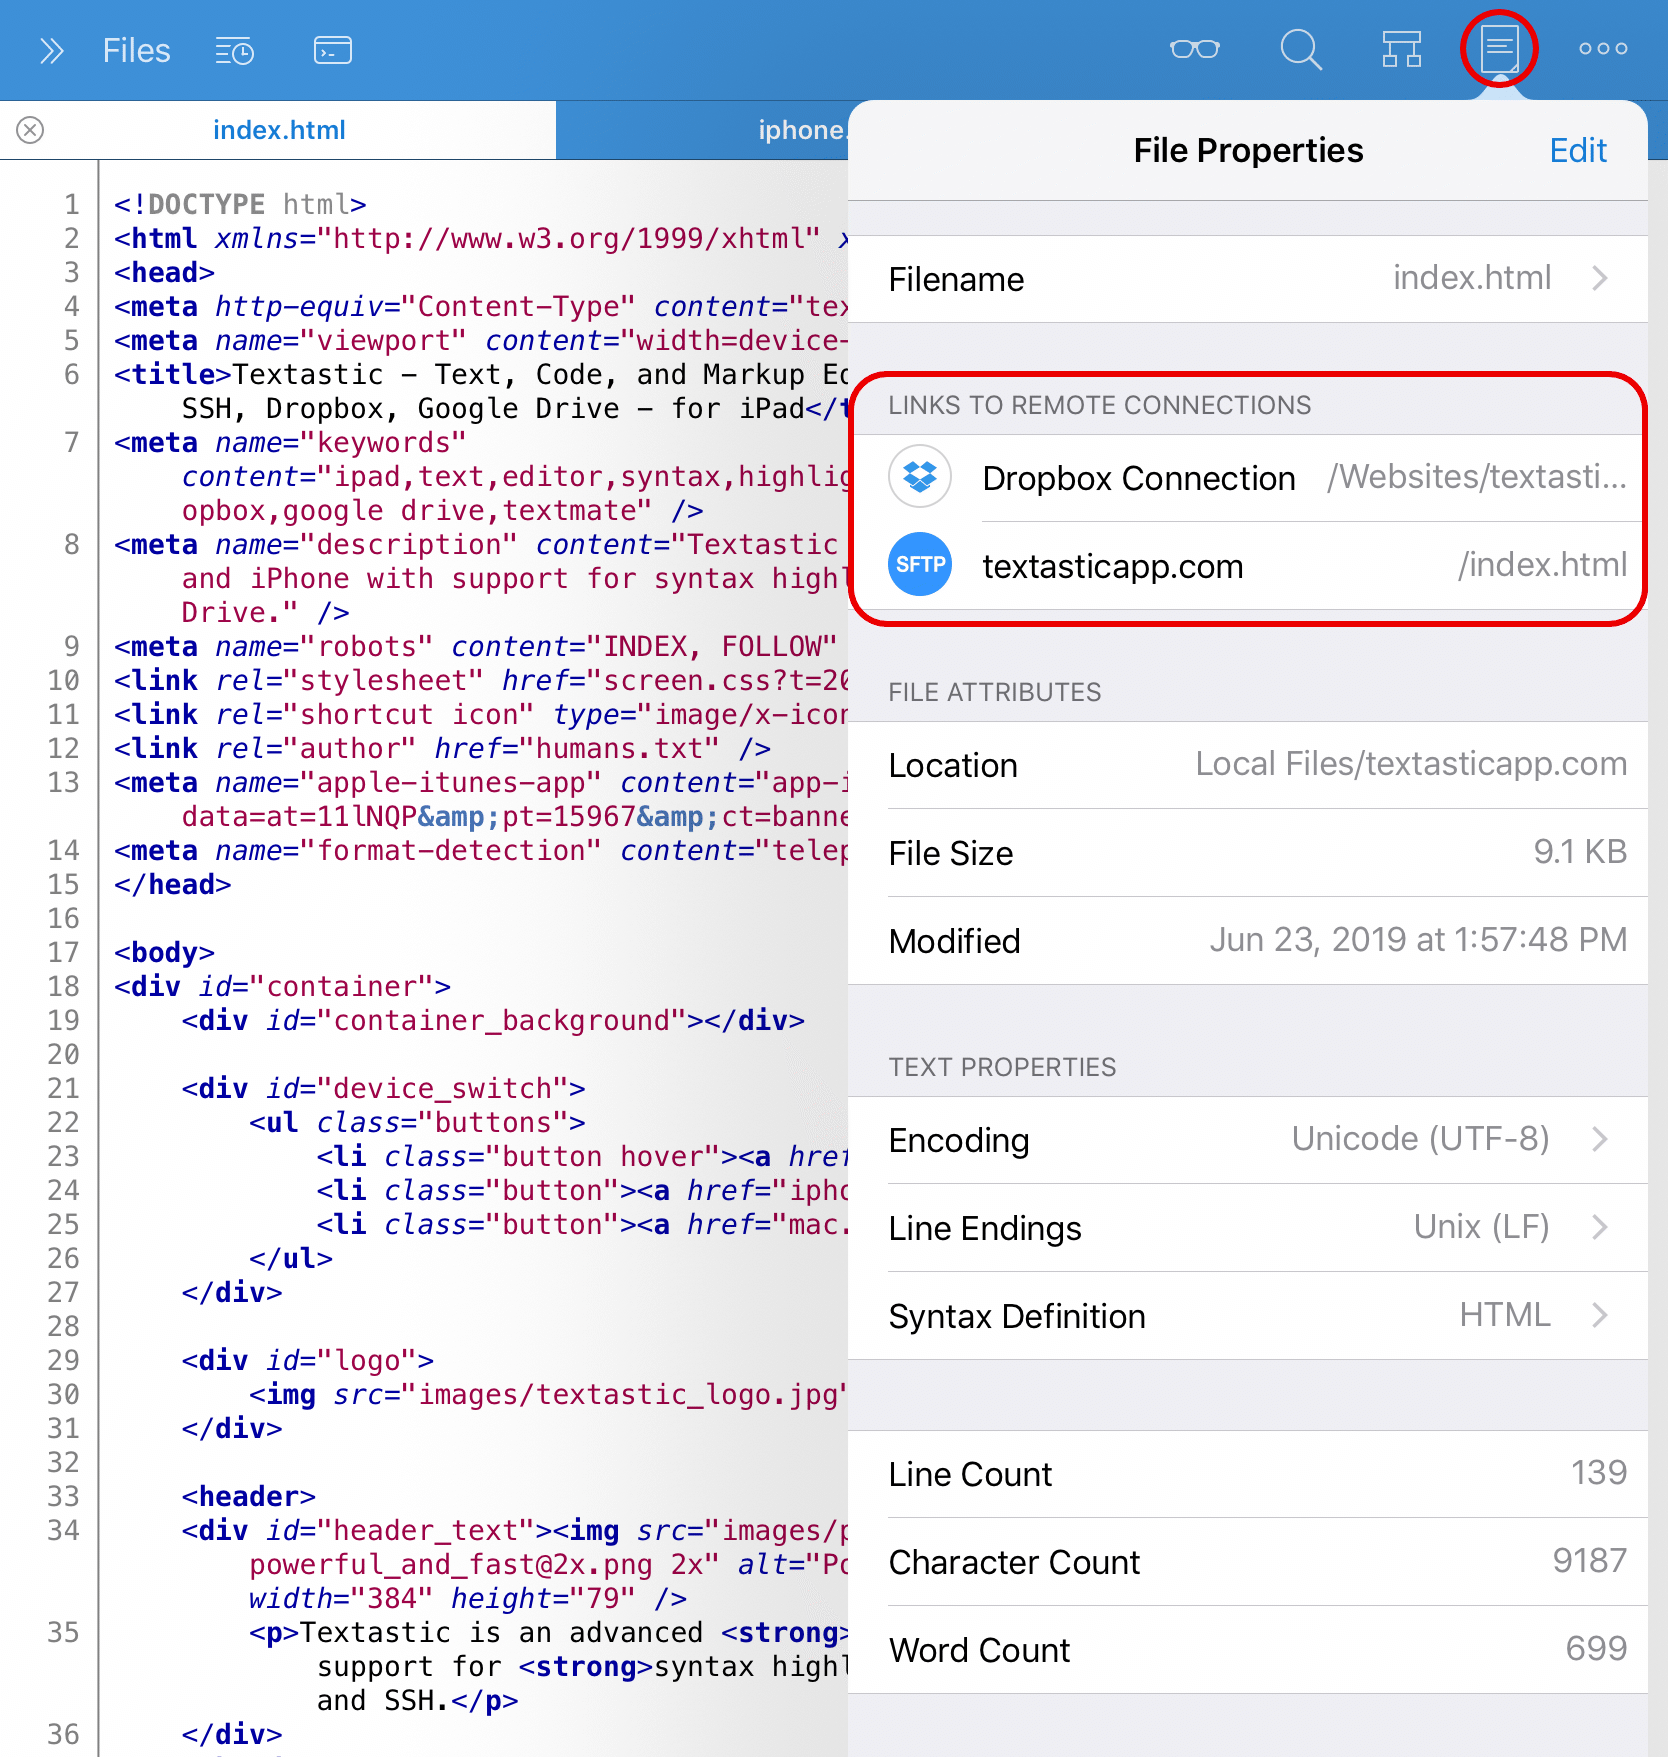 Files
index.html
iphone.
1 <!DOCTYPE html>
2 <html xmlns="http://www.w3.org/1999/xhtml" x
3 <head>
4 <meta http-equiv="Content-Type" content="tex
5 <meta name="viewport" content="width=device-
6 <title>Textastic – Text, Code, and Markup Ed
SSH, Dropbox, Google Drive – for iPad</t
7 <meta name="keywords"
content="ipad,text,editor,syntax,highlig
opbox,google drive,textmate" />
8 <meta name="description" content="Textastic
and iPhone with support for syntax highl
Drive." />
9 <meta name="robots" content="INDEX, FOLLOW"
10 <link rel="stylesheet" href="screen.css?t=20
11 <link rel="shortcut icon" type="image/x-icon
12 <link rel="author" href="humans.txt" />
13 <meta name="apple-itunes-app" content="app-i
data=at=11lNQP&amp;pt=15967&amp;ct=banne
14 <meta name="format-detection" content="telep
15 </head>
16
17 <body>
18 <div id="container">
19 <div id="container_background"></div>
20
21 <div id="device_switch">
22 <ul class="buttons">
23 <li class="button hover"><a href
24 <li class="button"><a href="ipho
25 <li class="button"><a href="mac.
26 </ul>
27 </div>
28
29 <div id="logo">
30 <img src="images/textastic_logo.jpg"
31 </div>
32
33 <header>
34 <div id="header_text"><img src="images/p
powerful_and_fast@2x.png 2x" alt="Po
width="384" height="79" />
35 <p>Textastic is an advanced <strong>
support for <strong>syntax highl
and SSH.</p>
36 </div>
File Properties
Edit
Filename index.html
LINKS TO REMOTE CONNECTIONS
Dropbox Connection /Websites/textasti...
SFTP textasticapp.com /index.html
FILE ATTRIBUTES
Location Local Files/textasticapp.com
File Size 9.1 KB
Modified Jun 23, 2019 at 1:57:48 PM
TEXT PROPERTIES
Encoding Unicode (UTF-8)
Line Endings Unix (LF)
Syntax Definition HTML
Line Count 139
Character Count 9187
Word Count 699